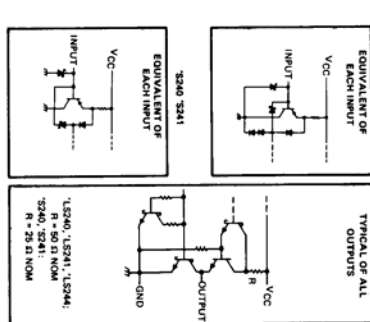 'S240 'S241
EQUIVALENT OF
EACH INPUT
VCC
INPUT
EQUIVALENT OF
EACH INPUT
VCC
INPUT
TYPICAL OF ALL
OUTPUTS
VCC
R
OUTPUT
GND
'LS240, 'LS241, 'LS244:
R = 50 Ω NOM
'S240, 'S241:
R = 25 Ω NOM